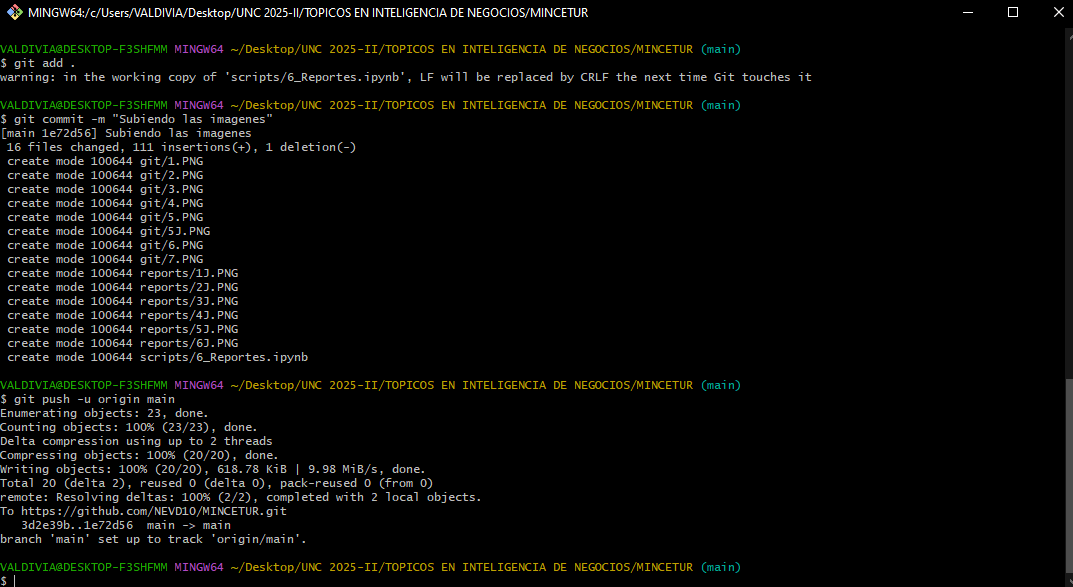 MINGW64:/c/Users/VALDIVIA/Desktop/UNC 2025-II/TOPICOS EN INTELIGENCIA DE NEGOCIOS/MINCETUR
VALDIVIA@DESKTOP-F3SHFMM MINGW64 ~/Desktop/UNC 2025-II/TOPICOS EN INTELIGENCIA DE NEGOCIOS/MINCETUR (main)
$ git add .
warning: in the working copy of 'scripts/6_Reportes.ipynb', LF will be replaced by CRLF the next time Git touches it
VALDIVIA@DESKTOP-F3SHFMM MINGW64 ~/Desktop/UNC 2025-II/TOPICOS EN INTELIGENCIA DE NEGOCIOS/MINCETUR (main)
$ git commit -m "Subiendo las imagenes"
[main 1e72d56] Subiendo las imagenes
 16 files changed, 111 insertions(+), 1 deletion(-)
 create mode 100644 git/1.PNG
 create mode 100644 git/2.PNG
 create mode 100644 git/3.PNG
 create mode 100644 git/4.PNG
 create mode 100644 git/5.PNG
 create mode 100644 git/5J.PNG
 create mode 100644 git/6.PNG
 create mode 100644 git/7.PNG
 create mode 100644 reports/1J.PNG
 create mode 100644 reports/2J.PNG
 create mode 100644 reports/3J.PNG
 create mode 100644 reports/4J.PNG
 create mode 100644 reports/5J.PNG
 create mode 100644 reports/6J.PNG
 create mode 100644 scripts/6_Reportes.ipynb
VALDIVIA@DESKTOP-F3SHFMM MINGW64 ~/Desktop/UNC 2025-II/TOPICOS EN INTELIGENCIA DE NEGOCIOS/MINCETUR (main)
$ git push -u origin main
Enumerating objects: 23, done.
Counting objects: 100% (23/23), done.
Delta compression using up to 2 threads
Compressing objects: 100% (20/20), done.
Writing objects: 100% (20/20), 618.78 KiB | 9.98 MiB/s, done.
Total 20 (delta 2), reused 0 (delta 0), pack-reused 0 (from 0)
remote: Resolving deltas: 100% (2/2), completed with 2 local objects.
To https://github.com/NEVD10/MINCETUR.git
   3d2e39b..1e72d56  main -> main
branch 'main' set up to track 'origin/main'.
VALDIVIA@DESKTOP-F3SHFMM MINGW64 ~/Desktop/UNC 2025-II/TOPICOS EN INTELIGENCIA DE NEGOCIOS/MINCETUR (main)
$